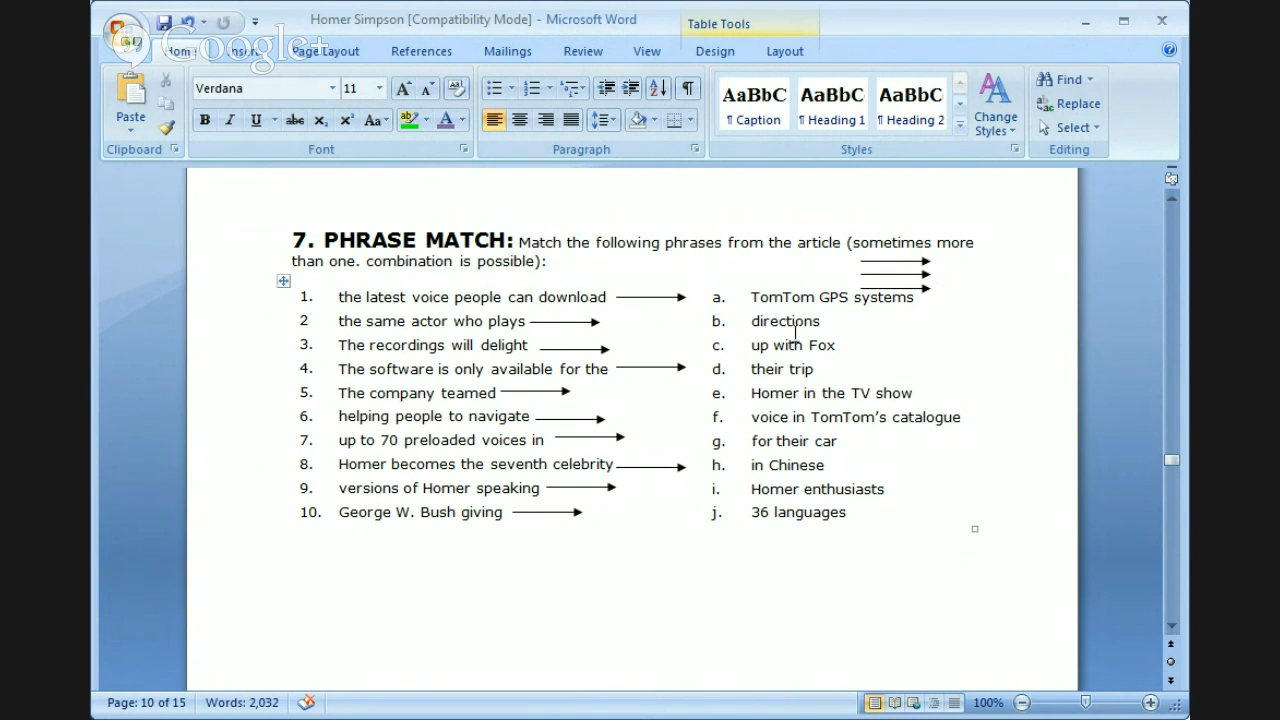 Homer Simpson [Compatibility Mode] - Microsoft Word
Table Tools
Google+
Home Insert Page Layout References Mailings Review View Design Layout
Verdana 11
Paste
B I U abc X₂ X² Aa A
AaBbC AaBbC AaBbC
¶ Caption ¶ Heading 1 ¶ Heading 2
Change Styles
Find
Replace
Select
Clipboard Font Paragraph Styles Editing
7. PHRASE MATCH: Match the following phrases from the article (sometimes more
than one. combination is possible):
1. the latest voice people can download a. TomTom GPS systems
2 the same actor who plays b. directions
3. The recordings will delight c. up with Fox
4. The software is only available for the d. their trip
5. The company teamed e. Homer in the TV show
6. helping people to navigate f. voice in TomTom’s catalogue
7. up to 70 preloaded voices in g. for their car
8. Homer becomes the seventh celebrity h. in Chinese
9. versions of Homer speaking i. Homer enthusiasts
10. George W. Bush giving j. 36 languages
Page: 10 of 15 Words: 2,032 100%